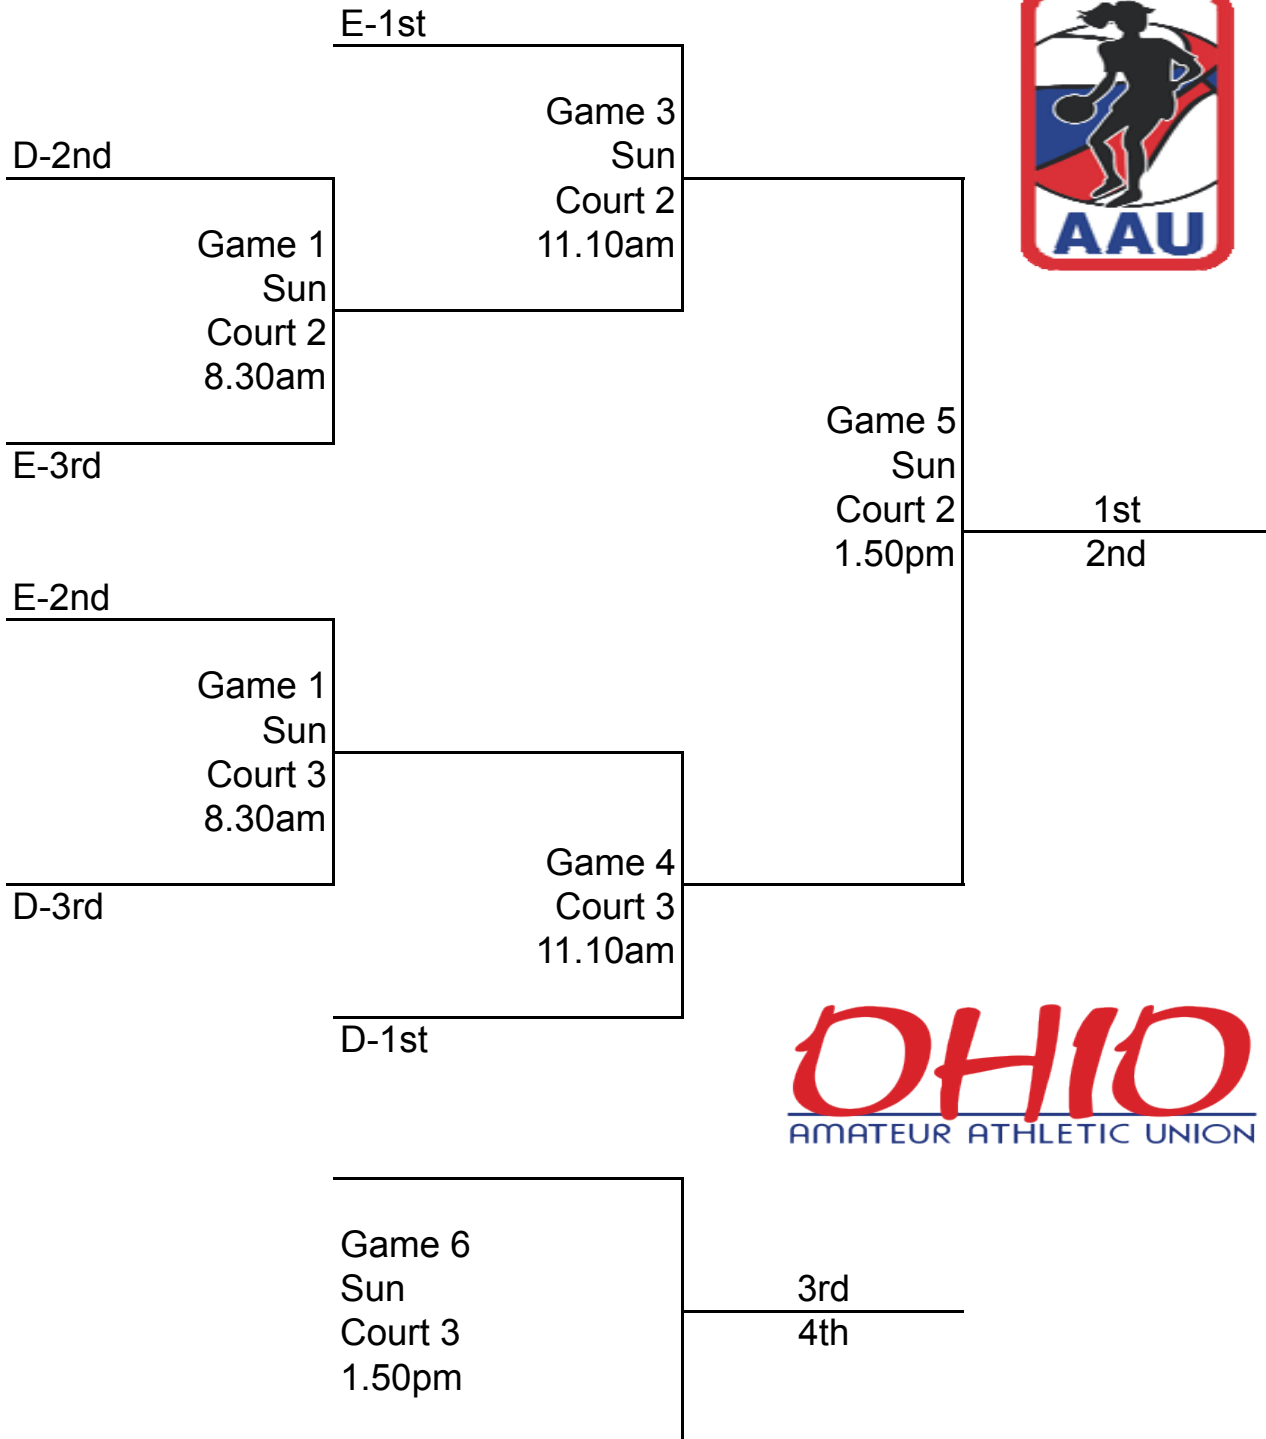 E-1st
Game 3
Sun
Court 2
11.10am
AAU
D-2nd
Game 1
Sun
Court 2
8.30am
E-3rd
Game 5
Sun
Court 2
1.50pm
1st
2nd
E-2nd
Game 1
Sun
Court 3
8.30am
D-3rd
Game 4
Court 3
11.10am
D-1st
OHIO
AMATEUR ATHLETIC UNION
Game 6
Sun
Court 3
1.50pm
3rd
4th